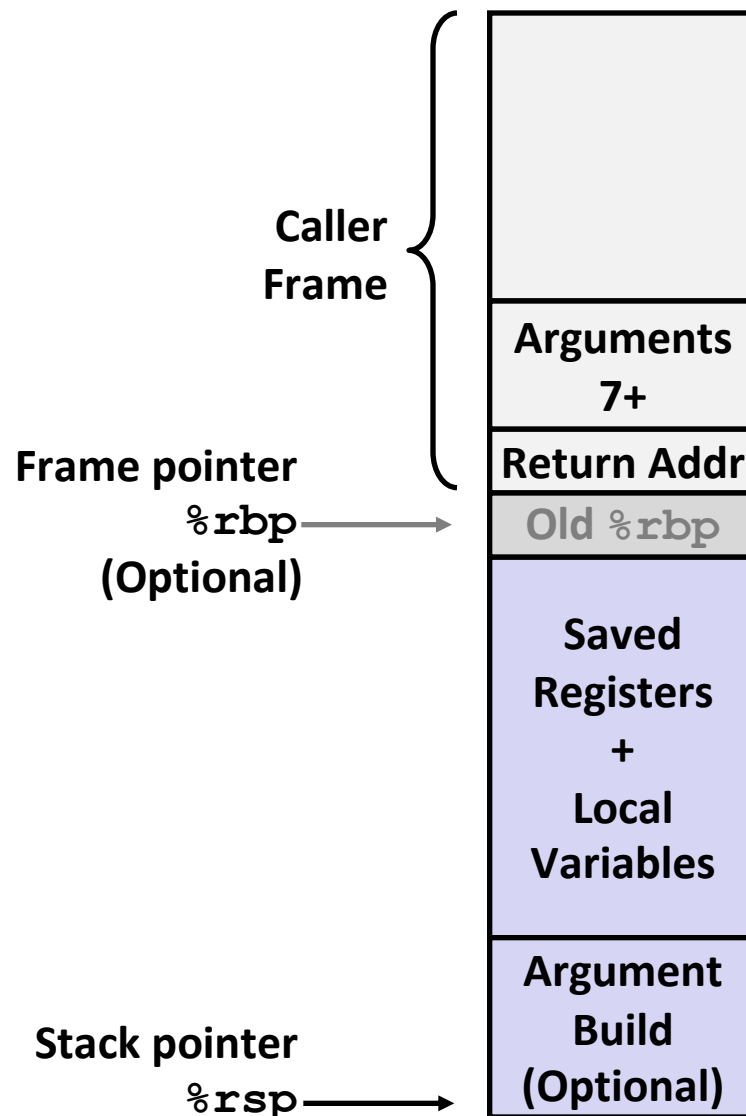 Caller
Frame
Arguments
7+
Return Addr
Frame pointer
%rbp
(Optional)
Old %rbp
Saved
Registers
+
Local
Variables
Argument
Build
(Optional)
Stack pointer
%rsp